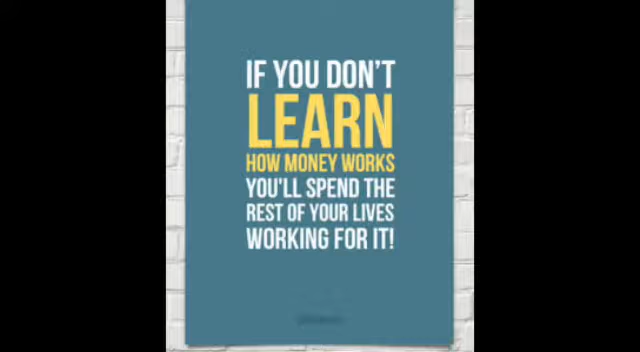 IF YOU DON'T
LEARN
HOW MONEY WORKS
YOU'LL SPEND THE
REST OF YOUR LIVES
WORKING FOR IT!